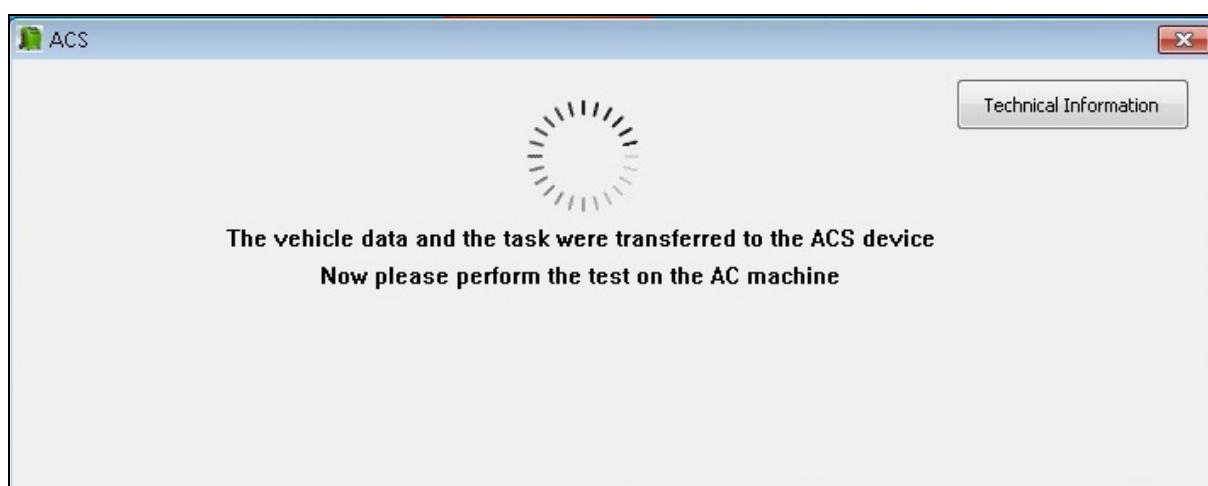 ACS
Technical Information
The vehicle data and the task were transferred to the ACS device
Now please perform the test on the AC machine